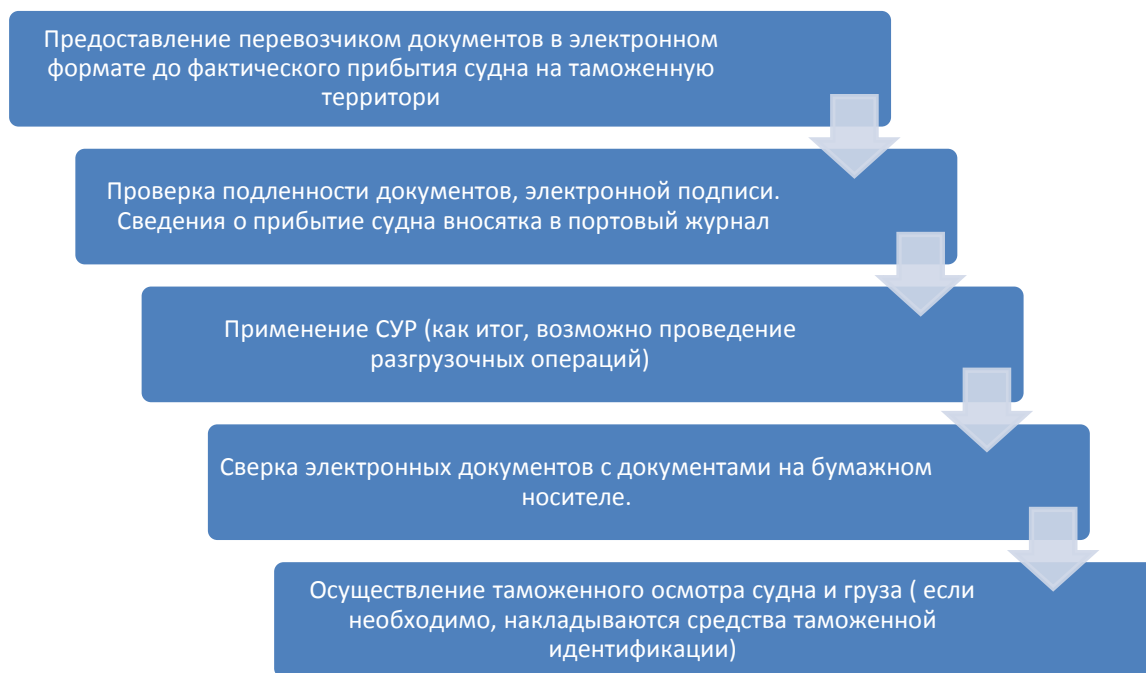 Предоставление перевозчиком документов в электронном
формате до фактического прибытия судна на таможенную
территори
Проверка подленности документов, электронной подписи.
Сведения о прибытие судна вносятка в портовый журнал
Применение СУР (как итог, возможно проведение
разгрузочных операций)
Сверка электронных документов с документами на бумажном
носителе.
Осуществление таможенного осмотра судна и груза ( если
необходимо, накладываются средства таможенной
идентификации)